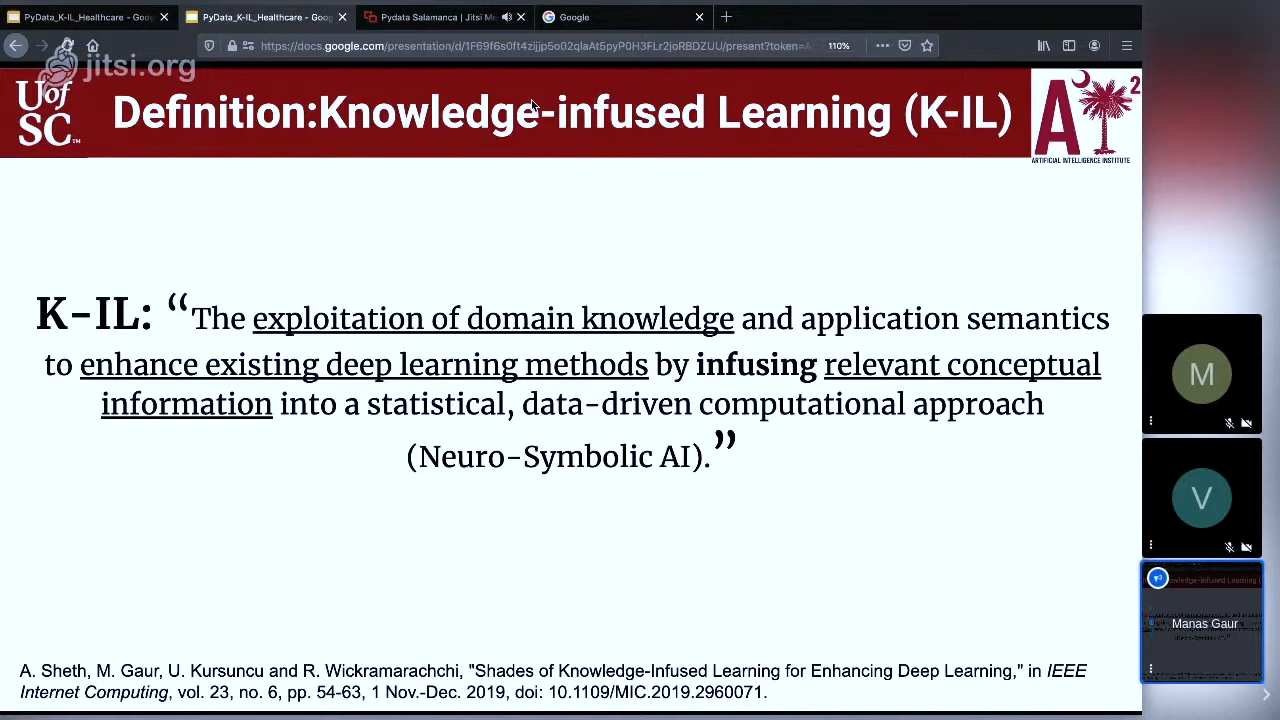 PyData_K-IL_Healthcare - Goog
PyData_K-IL_Healthcare - Goog
Pydata Salamanca | Jitsi Me
Google
https://docs.google.com/presentation/d/1F69f6s0ft4zijjp5o02qlaAt5pyP0H3FLr2joRBDZUU/present?token=A
110%
jitsi.org
UofSC
Definition:Knowledge-infused Learning (K-IL)
A 2
ARTIFICIAL INTELLIGENCE INSTITUTE
K-IL: “The exploitation of domain knowledge and application semantics
to enhance existing deep learning methods by infusing relevant conceptual
information into a statistical, data-driven computational approach
(Neuro-Symbolic AI).”
M
V
Manas Gaur
A. Sheth, M. Gaur, U. Kursuncu and R. Wickramarachchi, "Shades of Knowledge-Infused Learning for Enhancing Deep Learning," in IEEE
Internet Computing, vol. 23, no. 6, pp. 54-63, 1 Nov.-Dec. 2019, doi: 10.1109/MIC.2019.2960071.